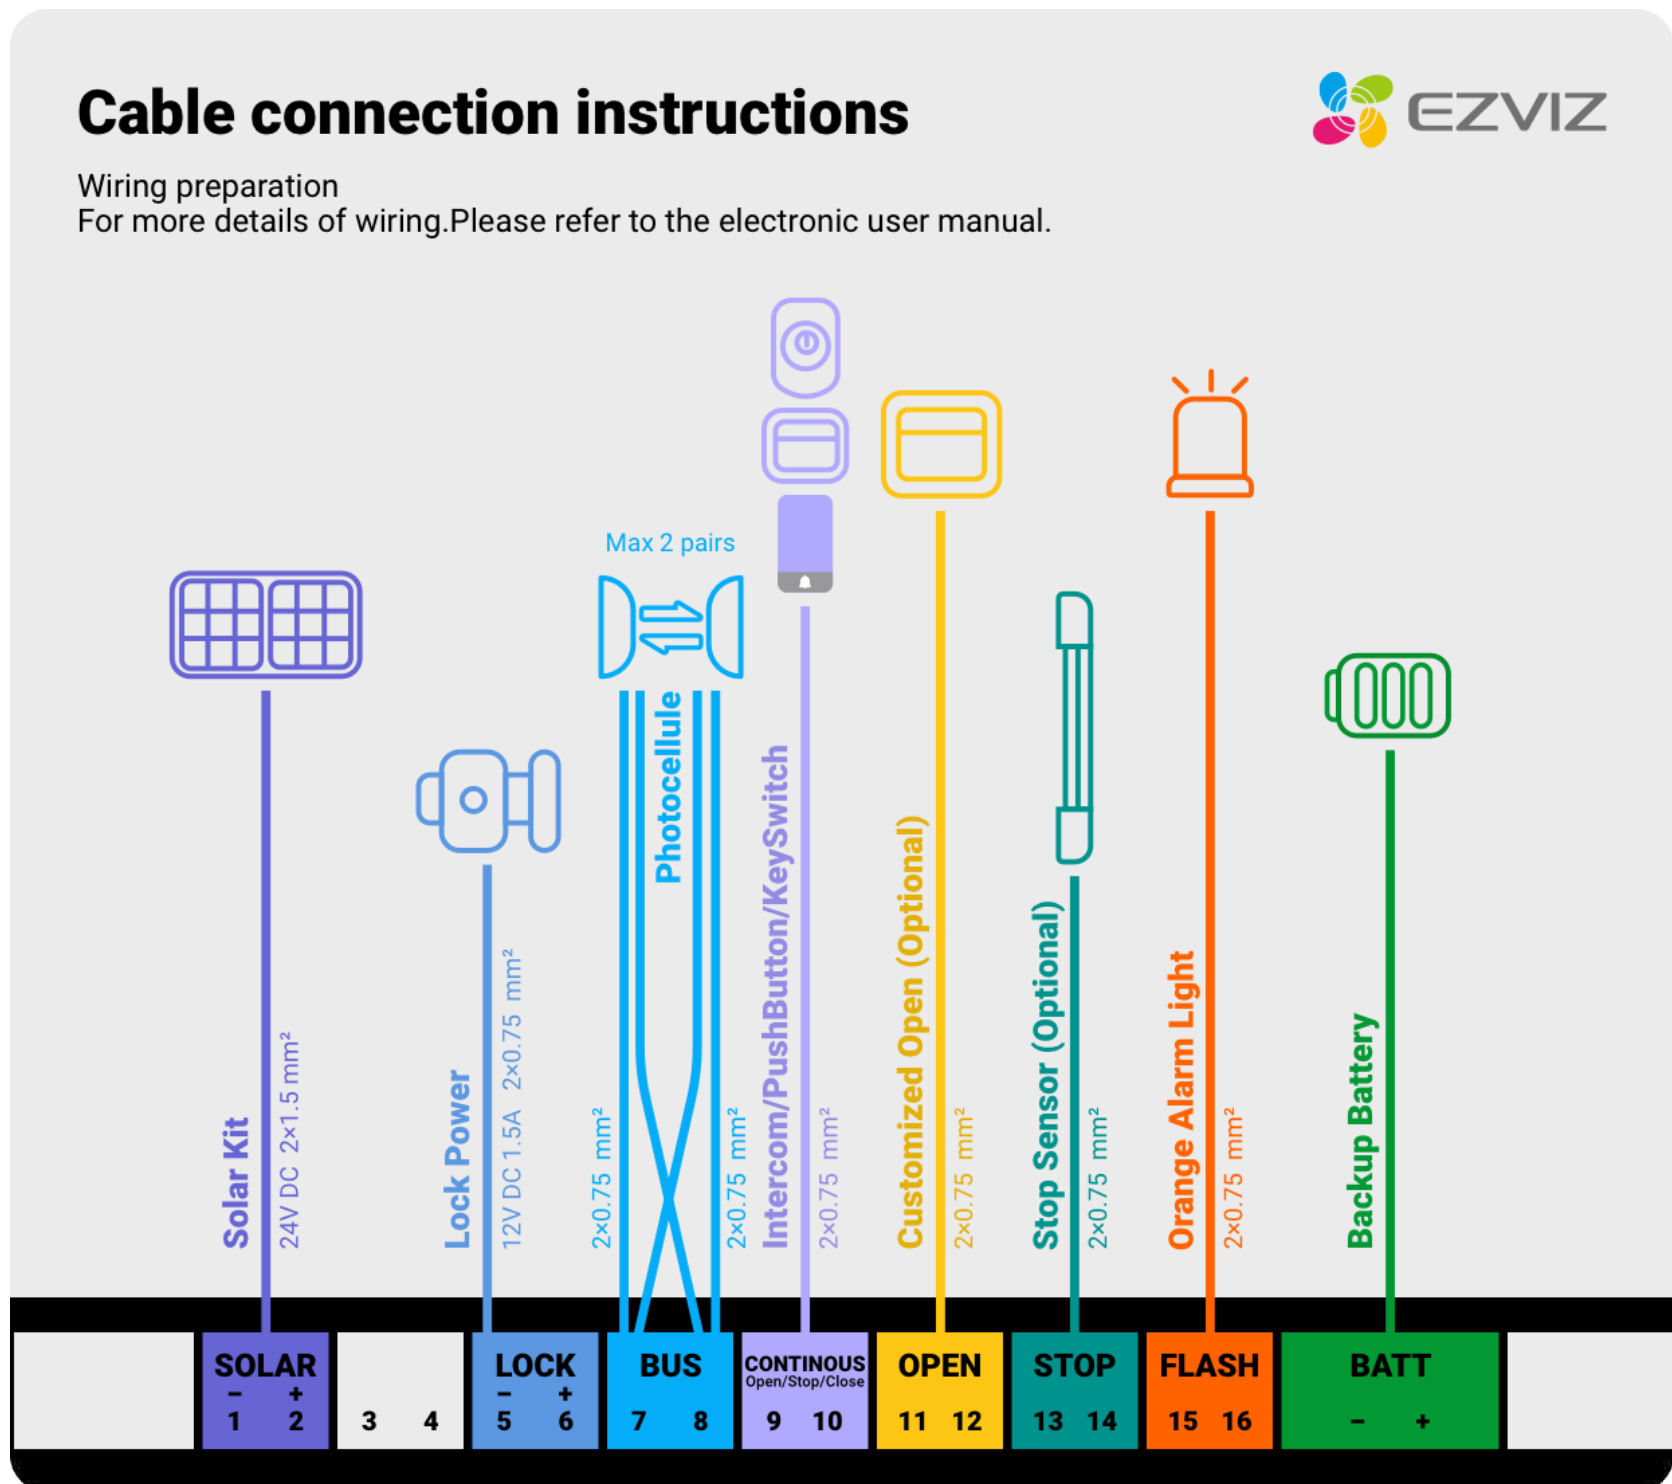 Cable connection instructions
EZVIZ
Wiring preparation
For more details of wiring.Please refer to the electronic user manual.
Max 2 pairs
Solar Kit
24V DC 2×1.5 mm²
Lock Power
12V DC 1.5A 2×0.75 mm²
2×0.75 mm²
Photocellule
2×0.75 mm²
Intercom/PushButton/KeySwitch
2×0.75 mm²
Customized Open (Optional)
2×0.75 mm²
Stop Sensor (Optional)
2×0.75 mm²
Orange Alarm Light
2×0.75 mm²
Backup Battery
SOLAR
− +
1 2
3 4
LOCK
− +
5 6
BUS
7 8
CONTINOUS
Open/Stop/Close
9 10
OPEN
11 12
STOP
13 14
FLASH
15 16
BATT
− +